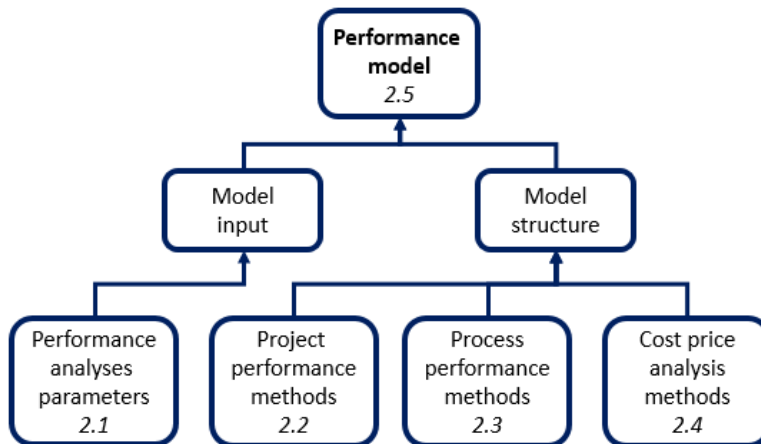 Performance
model
2.5
Model
input
Model
structure
Performance
analyses
parameters
2.1
Project
performance
methods
2.2
Process
performance
methods
2.3
Cost price
analysis
methods
2.4